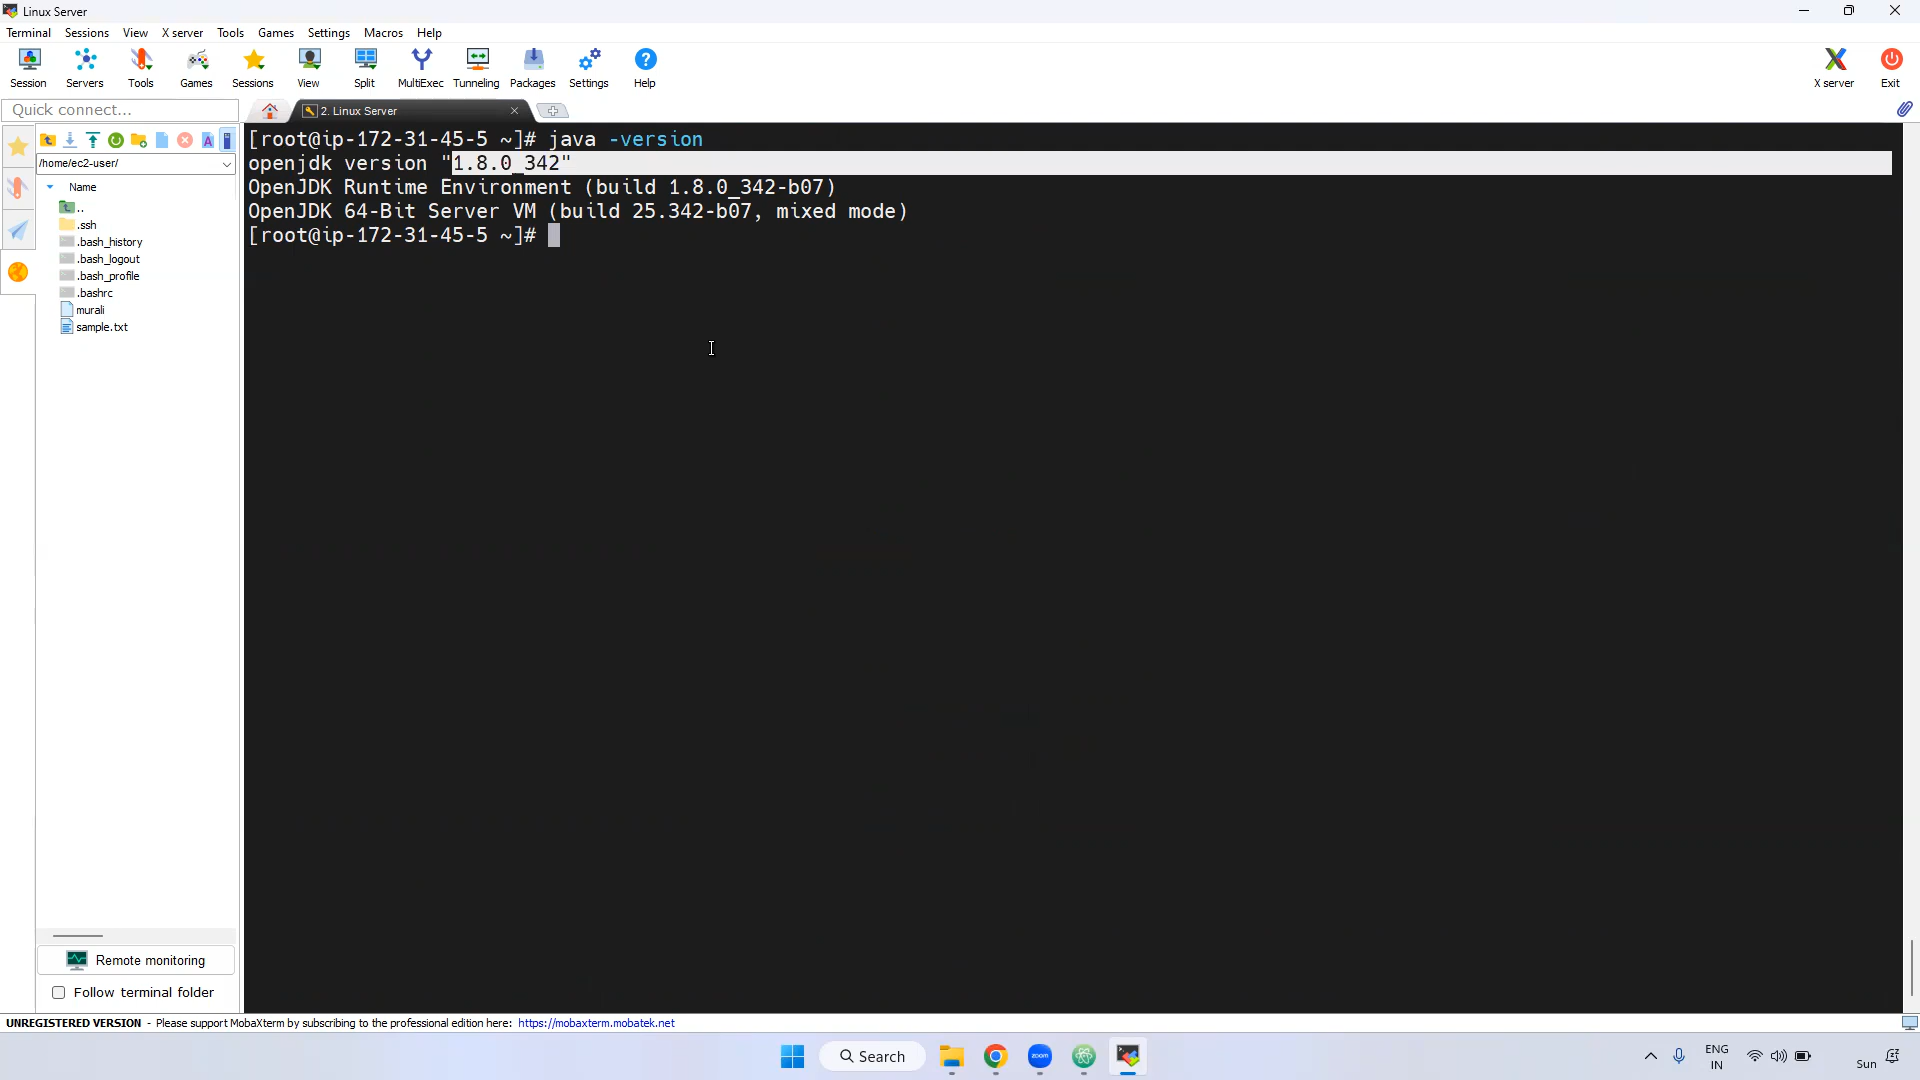 Linux Server
Terminal Sessions View X server Tools Games Settings Macros Help
Session Servers Tools Games Sessions View Split MultiExec Tunneling Packages Settings Help X server Exit
Quick connect...
2. Linux Server
[root@ip-172-31-45-5 ~]# java -version
openjdk version "1.8.0_342"
OpenJDK Runtime Environment (build 1.8.0_342-b07)
OpenJDK 64-Bit Server VM (build 25.342-b07, mixed mode)
[root@ip-172-31-45-5 ~]#
/home/ec2-user/
Name
..
.ssh
.bash_history
.bash_logout
.bash_profile
.bashrc
murali
sample.txt
Remote monitoring
Follow terminal folder
UNREGISTERED VERSION - Please support MobaXterm by subscribing to the professional edition here: https://mobaxterm.mobatek.net
Search
zoom
ENG
IN
Sun